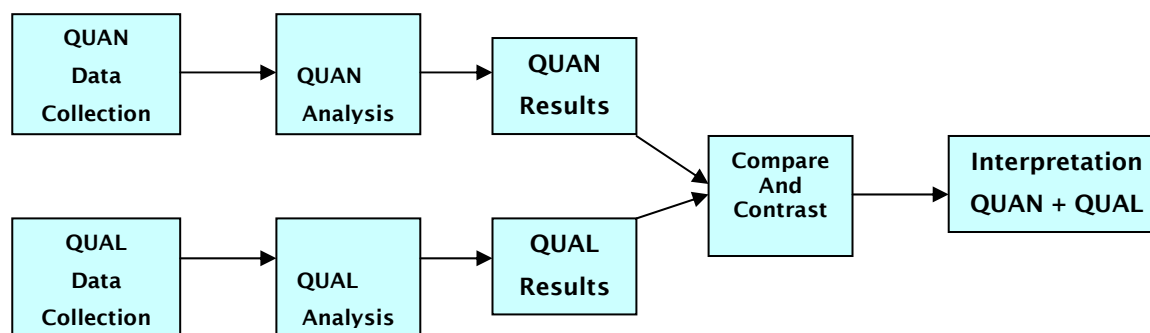 QUAN
Data
Collection
QUAN
Analysis
QUAN
Results
QUAL
Data
Collection
QUAL
Analysis
QUAL
Results
Compare
And
Contrast
Interpretation
QUAN + QUAL